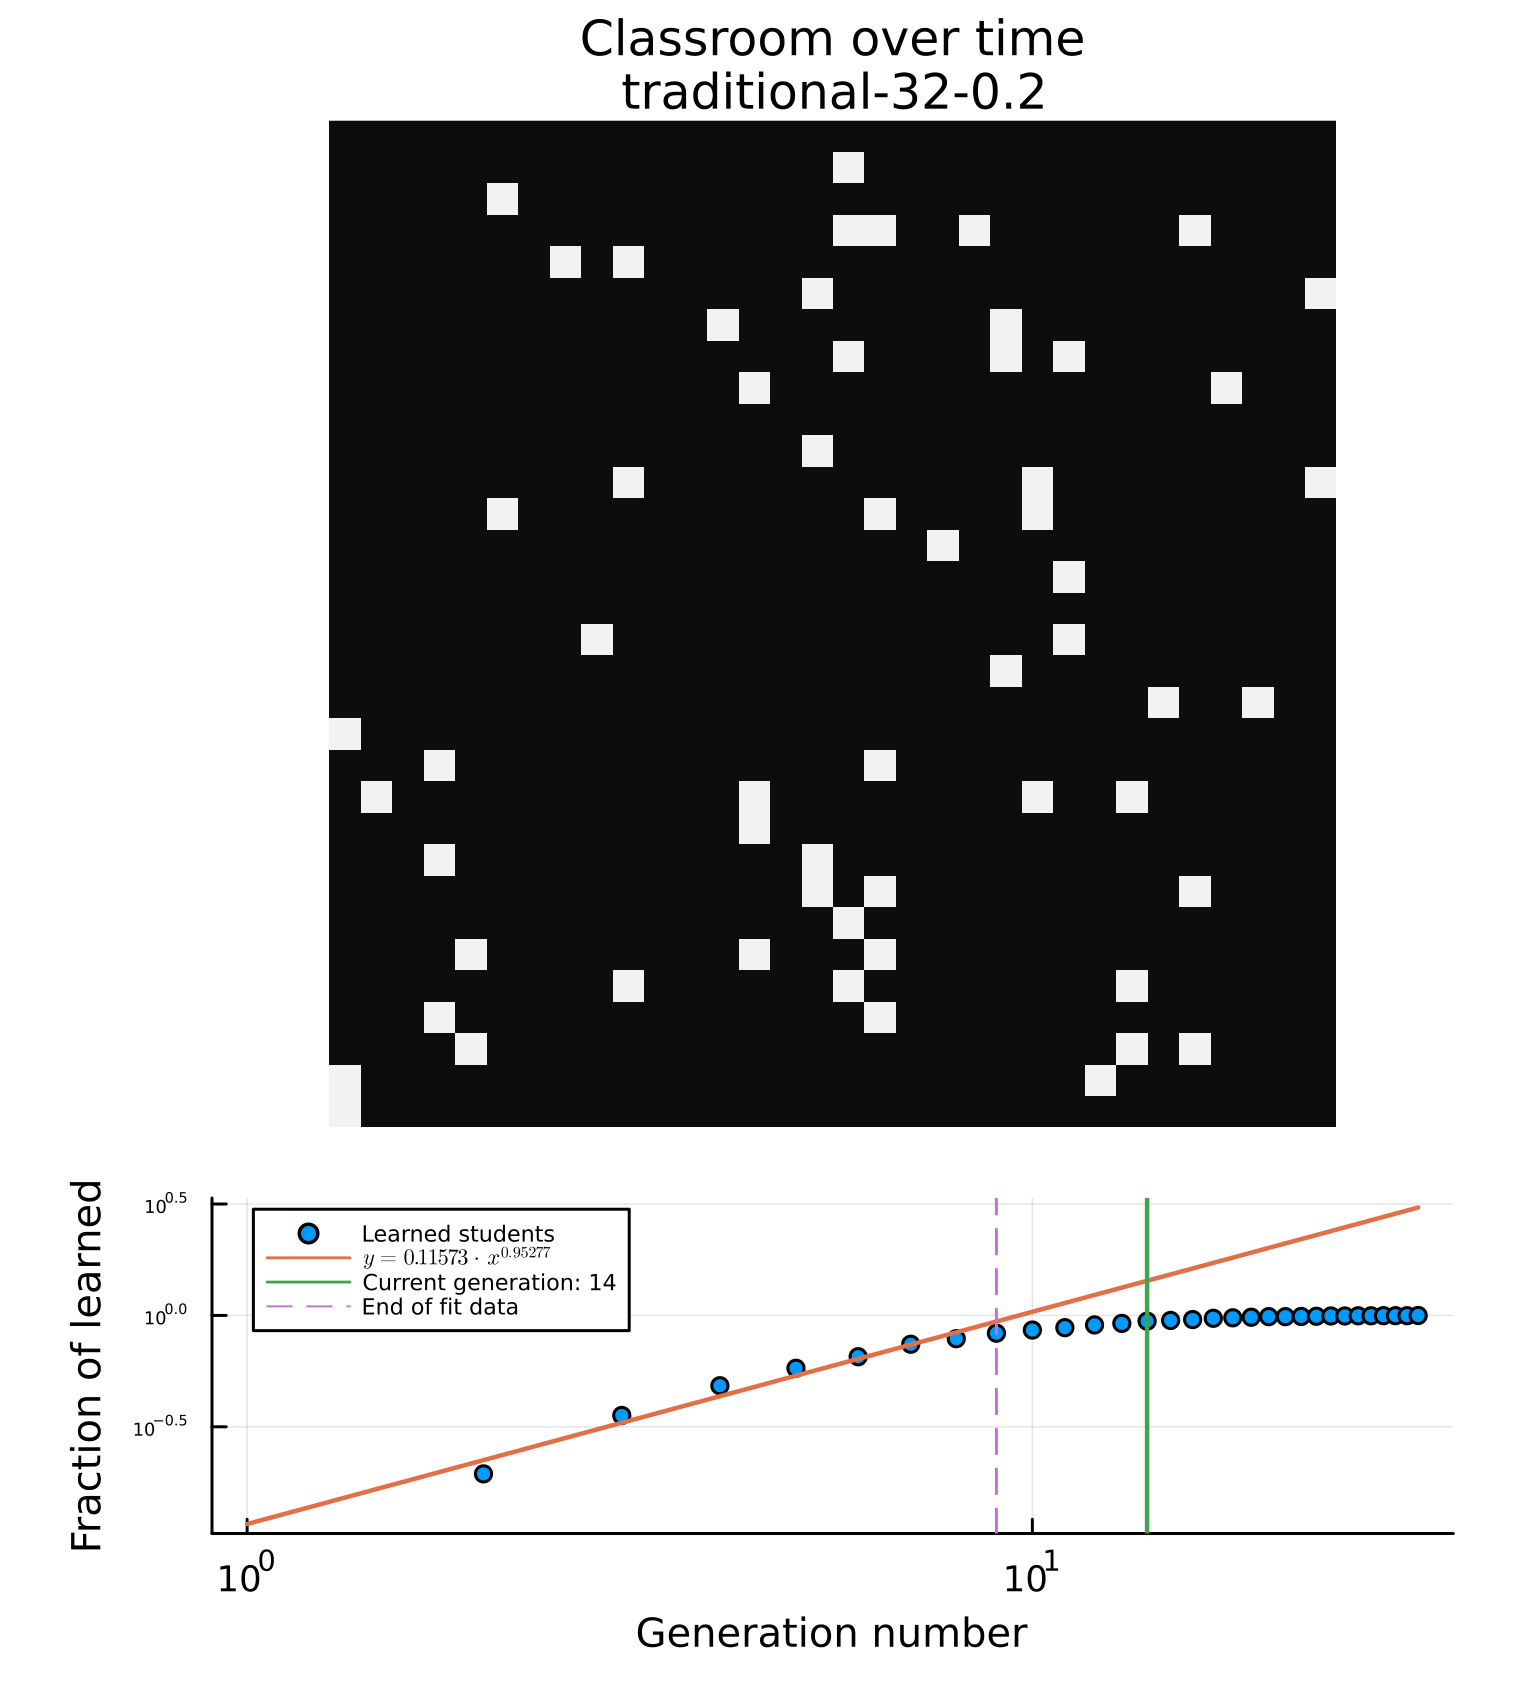 Classroom over time
traditional-32-0.2
Fraction of learned
10^0.5
10^0.0
10^−0.5
Learned students
y = 0.11573 · x^0.95277
Current generation: 14
End of fit data
10^0
10^1
Generation number